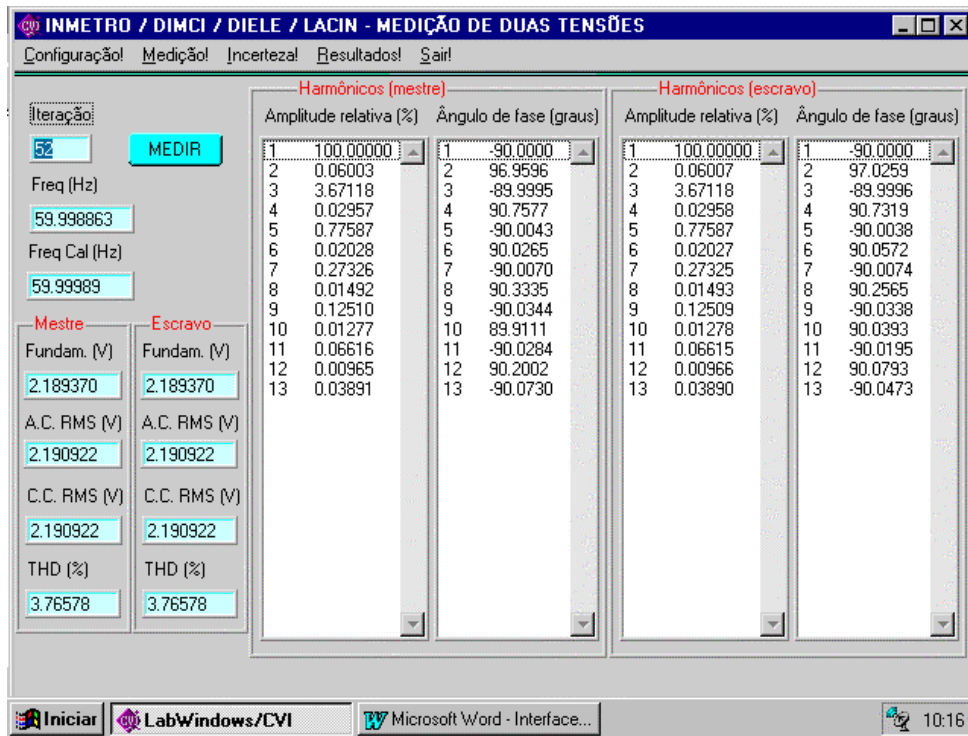 INMETRO / DIMCI / DIELE / LACIN - MEDIÇÃO DE DUAS TENSÕES
Configuração! Medição! Incerteza! Resultados! Sair!
Iteração
52
MEDIR
Freq (Hz)
59.998863
Freq Cal (Hz)
59.99989
Mestre
Fundam. (V)
2.189370
A.C. RMS (V)
2.190922
C.C. RMS (V)
2.190922
THD (%)
3.76578
Escravo
Fundam. (V)
2.189370
A.C. RMS (V)
2.190922
C.C. RMS (V)
2.190922
THD (%)
3.76578
Harmônicos (mestre)
Amplitude relativa (%) Ângulo de fase (graus)
1 100.00000 1 -90.0000
2 0.06003 2 96.9596
3 3.67118 3 -89.9995
4 0.02957 4 90.7577
5 0.77587 5 -90.0043
6 0.02028 6 90.0265
7 0.27326 7 -90.0070
8 0.01492 8 90.3335
9 0.12510 9 -90.0344
10 0.01277 10 89.9111
11 0.06616 11 -90.0284
12 0.00965 12 90.2002
13 0.03891 13 -90.0730
Harmônicos (escravo)
Amplitude relativa (%) Ângulo de fase (graus)
1 100.00000 1 -90.0000
2 0.06007 2 97.0259
3 3.67118 3 -89.9996
4 0.02958 4 90.7319
5 0.77587 5 -90.0038
6 0.02027 6 90.0572
7 0.27325 7 -90.0074
8 0.01493 8 90.2565
9 0.12509 9 -90.0338
10 0.01278 10 90.0393
11 0.06615 11 -90.0195
12 0.00966 12 90.0793
13 0.03890 13 -90.0473
Iniciar LabWindows/CVI Microsoft Word - Interface... 10:16